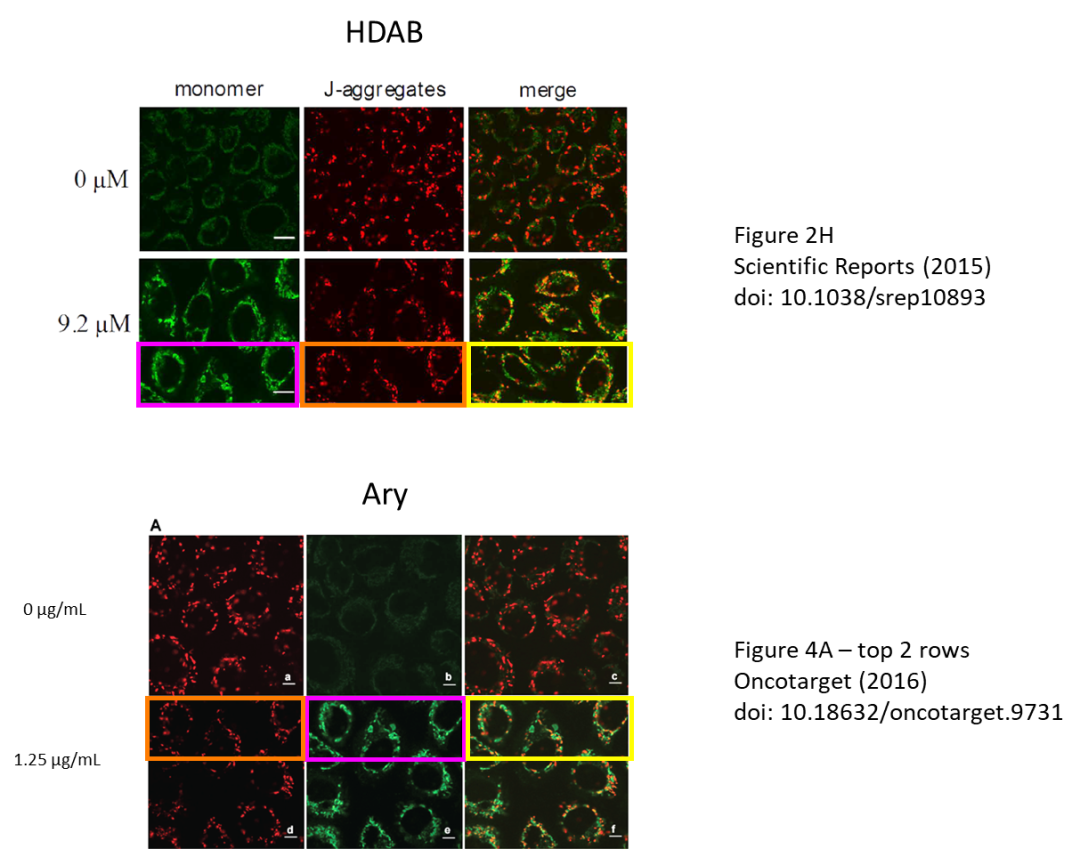 HDAB
monomer J-aggregates merge
0 μM
9.2 μM
Figure 2H
Scientific Reports (2015)
doi: 10.1038/srep10893
Ary
A
0 μg/mL
a b c
1.25 μg/mL
d e f
Figure 4A – top 2 rows
Oncotarget (2016)
doi: 10.18632/oncotarget.9731